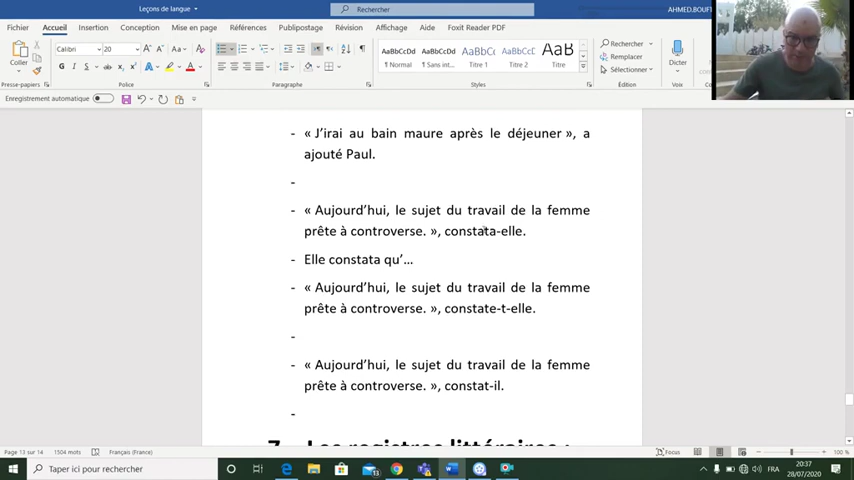 Leçons de langue
Rechercher
AHMED.BOUFT
Fichier Accueil Insertion Conception Mise en page Références Publipostage Révision Affichage Aide Foxit Reader PDF
Coller
Calibri 20
G I S
AaBbCcDd AaBbCcDd AaBbCc AaBbCcD AaB
¶ Normal ¶ Sans int... Titre 1 Titre 2 Titre
Rechercher
Remplacer
Sélectionner
Dicter
Presse-papiers Police Paragraphe Styles Édition Voix
Enregistrement automatique
- « J’irai au bain maure après le déjeuner », a
ajouté Paul.
-
- « Aujourd’hui, le sujet du travail de la femme
prête à controverse. », constata-elle.
- Elle constata qu’…
- « Aujourd’hui, le sujet du travail de la femme
prête à controverse. », constate-t-elle.
-
- « Aujourd’hui, le sujet du travail de la femme
prête à controverse. », constat-il.
-
7. Les registres littéraires :
Page 13 sur 14 1504 mots Français (France) Focus 100 %
Taper ici pour rechercher
FRA
20:37
28/07/2020